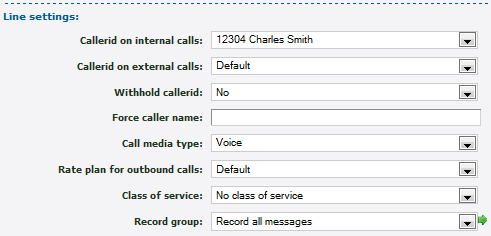 Line settings:
Callerid on internal calls: 12304 Charles Smith
Callerid on external calls: Default
Withhold callerid: No
Force caller name:
Call media type: Voice
Rate plan for outbound calls: Default
Class of service: No class of service
Record group: Record all messages